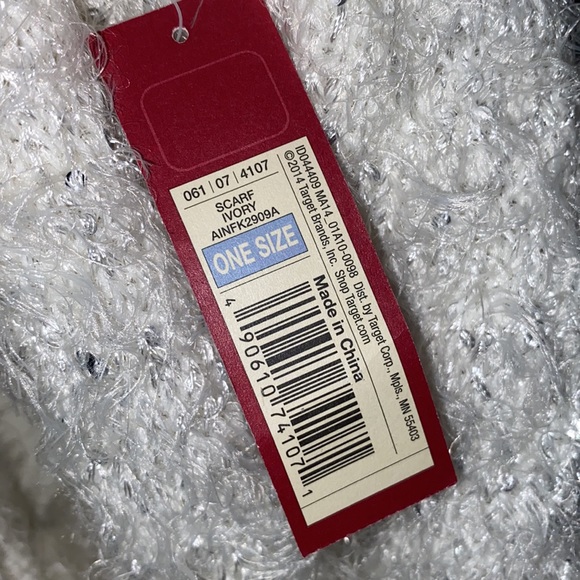 061 | 07 | 4107
SCARF
IVORY
AINFK2909A
ONE SIZE
4 90610 74107 1
Made in China
ID044409 MA14 01A10-0098 Dist. by Target Corp., Mpls., MN 55403
©2014 Target Brands, Inc. Shop Target.com